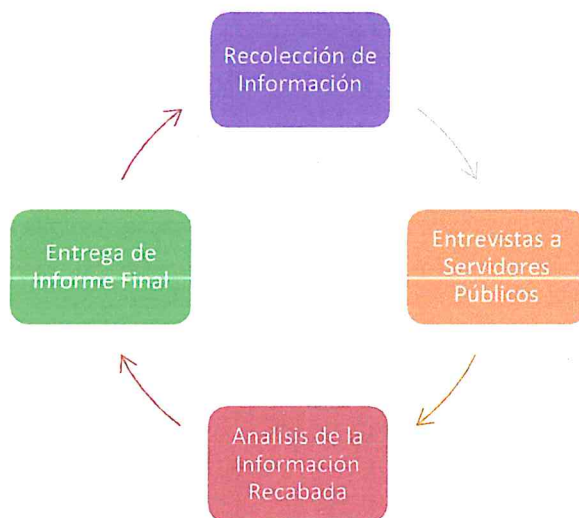 Recolección de
Información
Entrevistas a
Servidores
Públicos
Analisis de la
Información
Recabada
Entrega de
Informe Final